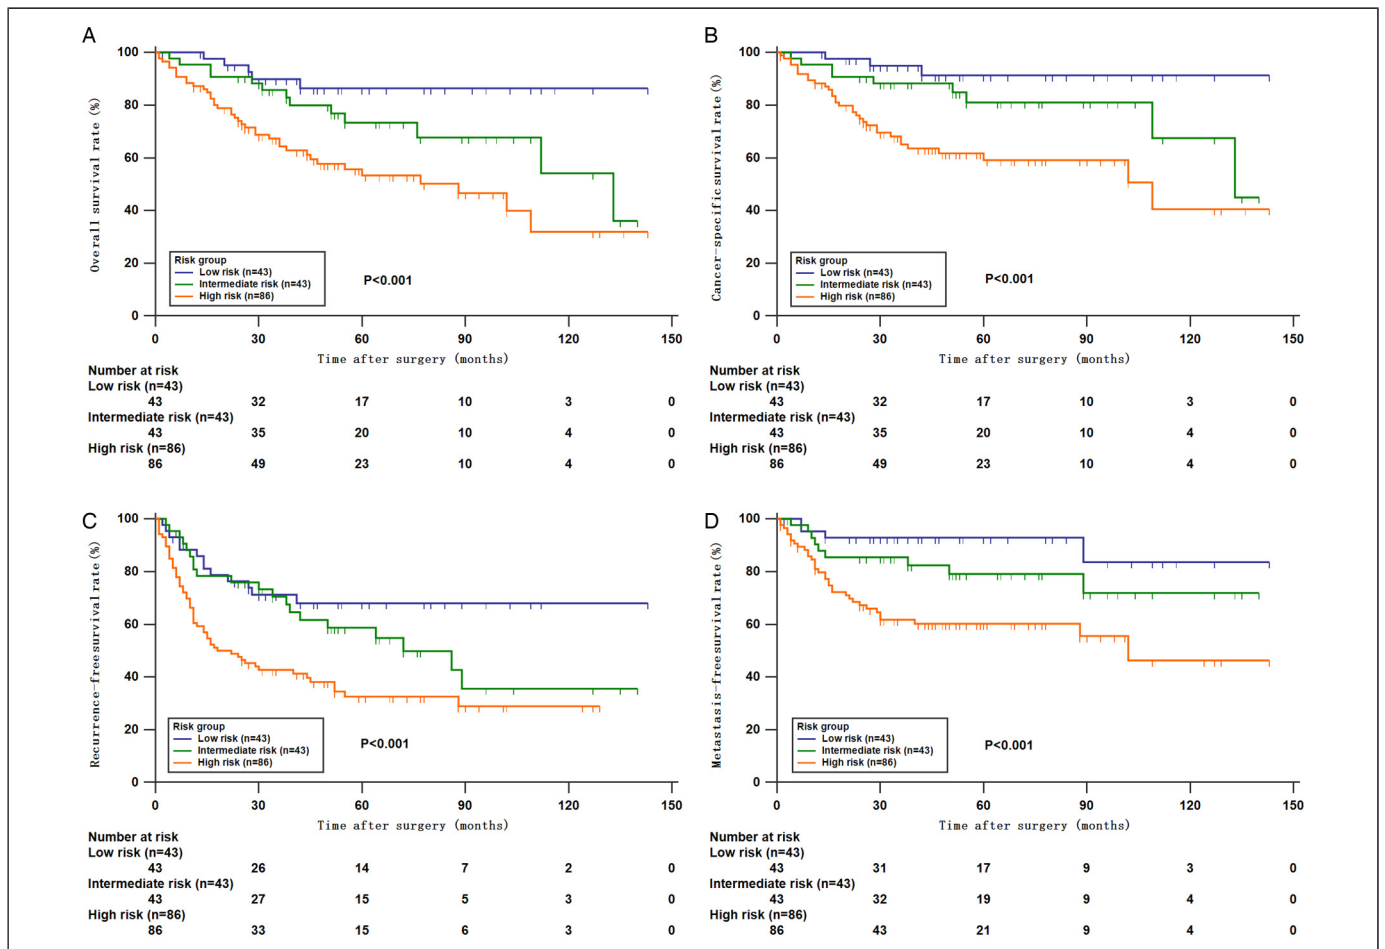 A
100
80
60
40
20
0
Overall survival rate (%)
Risk group
Low risk (n=43)
Intermediate risk (n=43)
High risk (n=86)
P<0.001
0 30 60 90 120 150
Time after surgery (months)
Number at risk
Low risk (n=43)
43 32 17 10 3 0
Intermediate risk (n=43)
43 35 20 10 4 0
High risk (n=86)
86 49 23 10 4 0
B
100
80
60
40
20
0
Cancer-specific survival rate (%)
Risk group
Low risk (n=43)
Intermediate risk (n=43)
High risk (n=86)
P<0.001
0 30 60 90 120 150
Time after surgery (months)
Number at risk
Low risk (n=43)
43 32 17 10 3 0
Intermediate risk (n=43)
43 35 20 10 4 0
High risk (n=86)
86 49 23 10 4 0
C
100
80
60
40
20
0
Recurrence-free survival rate (%)
Risk group
Low risk (n=43)
Intermediate risk (n=43)
High risk (n=86)
P<0.001
0 30 60 90 120 150
Time after surgery (months)
Number at risk
Low risk (n=43)
43 26 14 7 2 0
Intermediate risk (n=43)
43 27 15 5 3 0
High risk (n=86)
86 33 15 6 3 0
D
100
80
60
40
20
0
Metastasis-free survival rate (%)
Risk group
Low risk (n=43)
Intermediate risk (n=43)
High risk (n=86)
P<0.001
0 30 60 90 120 150
Time after surgery (months)
Number at risk
Low risk (n=43)
43 31 17 9 3 0
Intermediate risk (n=43)
43 32 19 9 4 0
High risk (n=86)
86 43 21 9 4 0